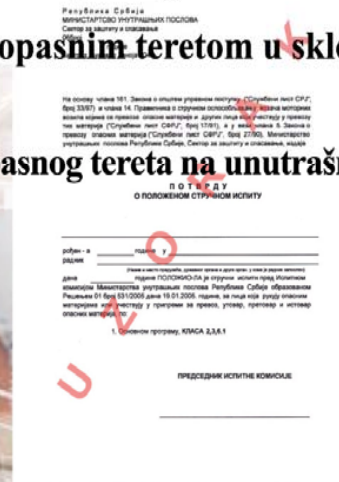 Република Србија
МИНИСТАРСТВО УНУТРАШЊИХ ПОСЛОВА
Сектор за заштиту и спасавање
opasnim teretom u skl
На основу члана 161. Закона о општем управном поступку ("Службени лист СРЈ",
број 33/97) и члана 14. Правилника о стручном оспособљавању возача моторних
возила којима се превозе опасне материје и других лица која учествују у превозу
тих материја ("Службени лист СФРЈ", број 17/91), а у вези члана 5. Закона о
превозу опасних материја ("Службени лист СФРЈ", број 27/90), Министарство
унутрашњих послова Републике Србије, Сектор за заштиту и спасавање, издаје
asnog tereta na unutraš
ПОТВРДУ
О ПОЛОЖЕНОМ СТРУЧНОМ ИСПИТУ
рођен - а године у
радник
дана године ПОЛОЖИО-ЛА је стручни испит пред Испитном
комисијом Министарства унутрашњих послова Републике Србије образованом
Решењем 01 број 531/2006 дана 19.01.2006. године, за лица која рукују опасним
материјама или учествују у припреми за превоз, утовар, претовар и истовар
опасних материја, по:
1. Основном програму, КЛАСА 2,3,6.1
ПРЕДСЕДНИК ИСПИТНЕ КОМИСИЈЕ
UZORAK